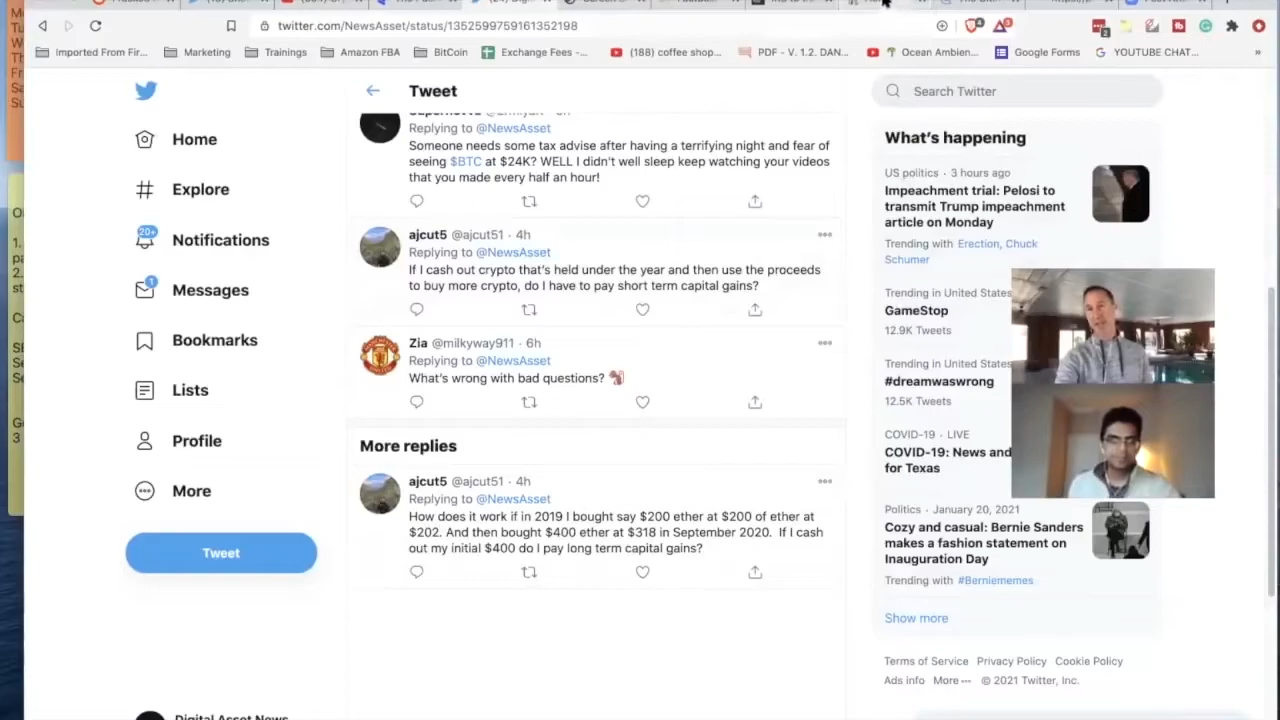 twitter.com/NewsAsset/status/1352599759161352198
Imported From Fir... Marketing Trainings Amazon FBA BitCoin Exchange Fees -... (188) coffee shop... PDF - V. 1.2. DAN... Ocean Ambien... Google Forms YOUTUBE CHAT... »
Home
Explore
20+
Notifications
1
Messages
Bookmarks
Lists
Profile
More
Tweet
Digital Asset News
Tweet
Replying to @NewsAsset
Someone needs some tax advise after having a terrifying night and fear of
seeing $BTC at $24K? WELL I didn't well sleep keep watching your videos
that you made every half an hour!
ajcut5 @ajcut51 · 4h
Replying to @NewsAsset
If I cash out crypto that's held under the year and then use the proceeds
to buy more crypto, do I have to pay short term capital gains?
Zia @milkyway911 · 6h
Replying to @NewsAsset
What's wrong with bad questions?
More replies
ajcut5 @ajcut51 · 4h
Replying to @NewsAsset
How does it work if in 2019 I bought say $200 ether at $200 of ether at
$202. And then bought $400 ether at $318 in September 2020. If I cash
out my initial $400 do I pay long term capital gains?
Search Twitter
What's happening
US politics · 3 hours ago
Impeachment trial: Pelosi to
transmit Trump impeachment
article on Monday
Trending with Erection, Chuck
Schumer
Trending in United States
GameStop
12.9K Tweets
Trending in United States
#dreamwaswrong
12.5K Tweets
COVID-19 · LIVE
COVID-19: News and
for Texas
Politics · January 20, 2021
Cozy and casual: Bernie Sanders
makes a fashion statement on
Inauguration Day
Trending with #Berniememes
Show more
Terms of Service Privacy Policy Cookie Policy
Ads info More ··· © 2021 Twitter, Inc.